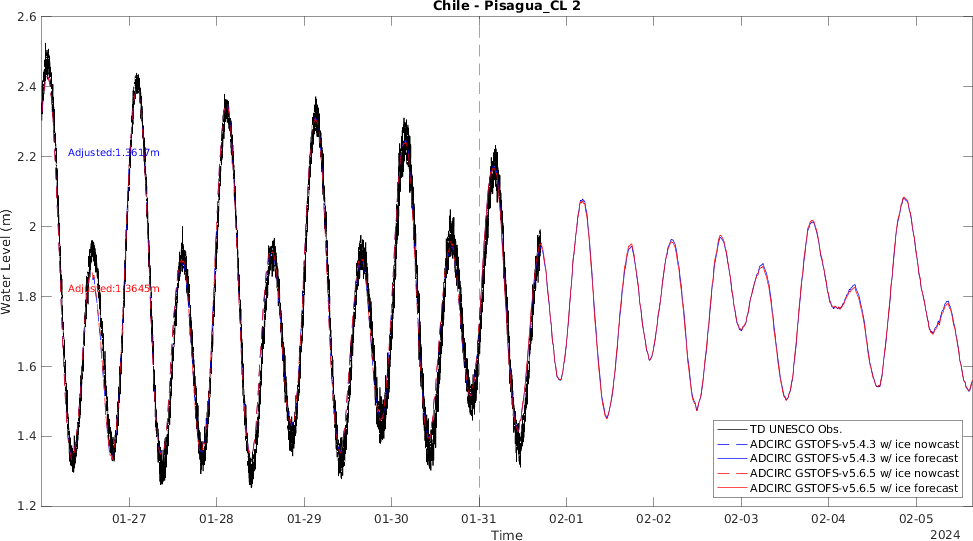 Chile - Pisagua_CL 2
2.6
2.4
2.2
2
1.8
1.6
1.4
1.2
Water Level (m)
Adjusted:1.3617m
Adjusted:1.3645m
TD UNESCO Obs.
ADCIRC GSTOFS-v5.4.3 w/ ice nowcast
ADCIRC GSTOFS-v5.4.3 w/ ice forecast
ADCIRC GSTOFS-v5.6.5 w/ ice nowcast
ADCIRC GSTOFS-v5.6.5 w/ ice forecast
01-27 01-28 01-29 01-30 01-31 02-01 02-02 02-03 02-04 02-05
Time
2024